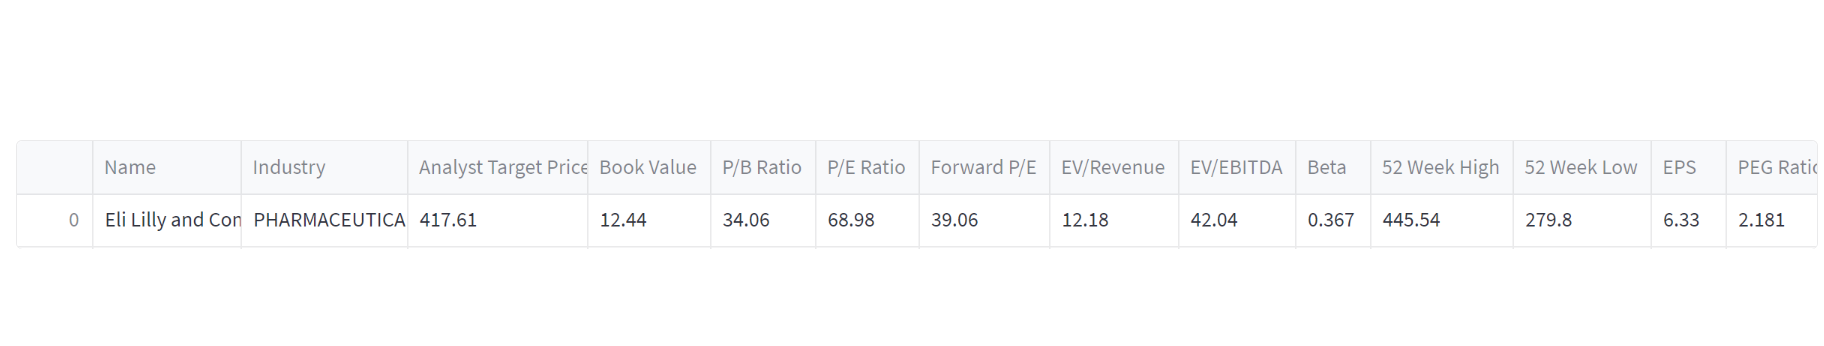 Name Industry Analyst Target Price Book Value P/B Ratio P/E Ratio Forward P/E EV/Revenue EV/EBITDA Beta 52 Week High 52 Week Low EPS PEG Ratio
0 Eli Lilly and Con PHARMACEUTICA 417.61 12.44 34.06 68.98 39.06 12.18 42.04 0.367 445.54 279.8 6.33 2.181